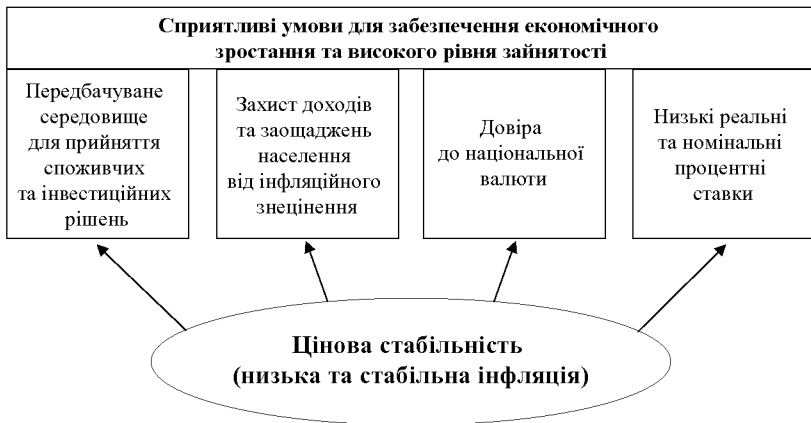 Сприятливі умови для забезпечення економічного
зростання та високого рівня зайнятості
Передбачуване
середовище
для прийняття
споживчих
та інвестиційних
рішень
Захист доходів
та заощаджень
населення
від інфляційного
знецінення
Довіра
до національної
валюти
Низькі реальні
та номінальні
процентні
ставки
Цінова стабільність
(низька та стабільна інфляція)